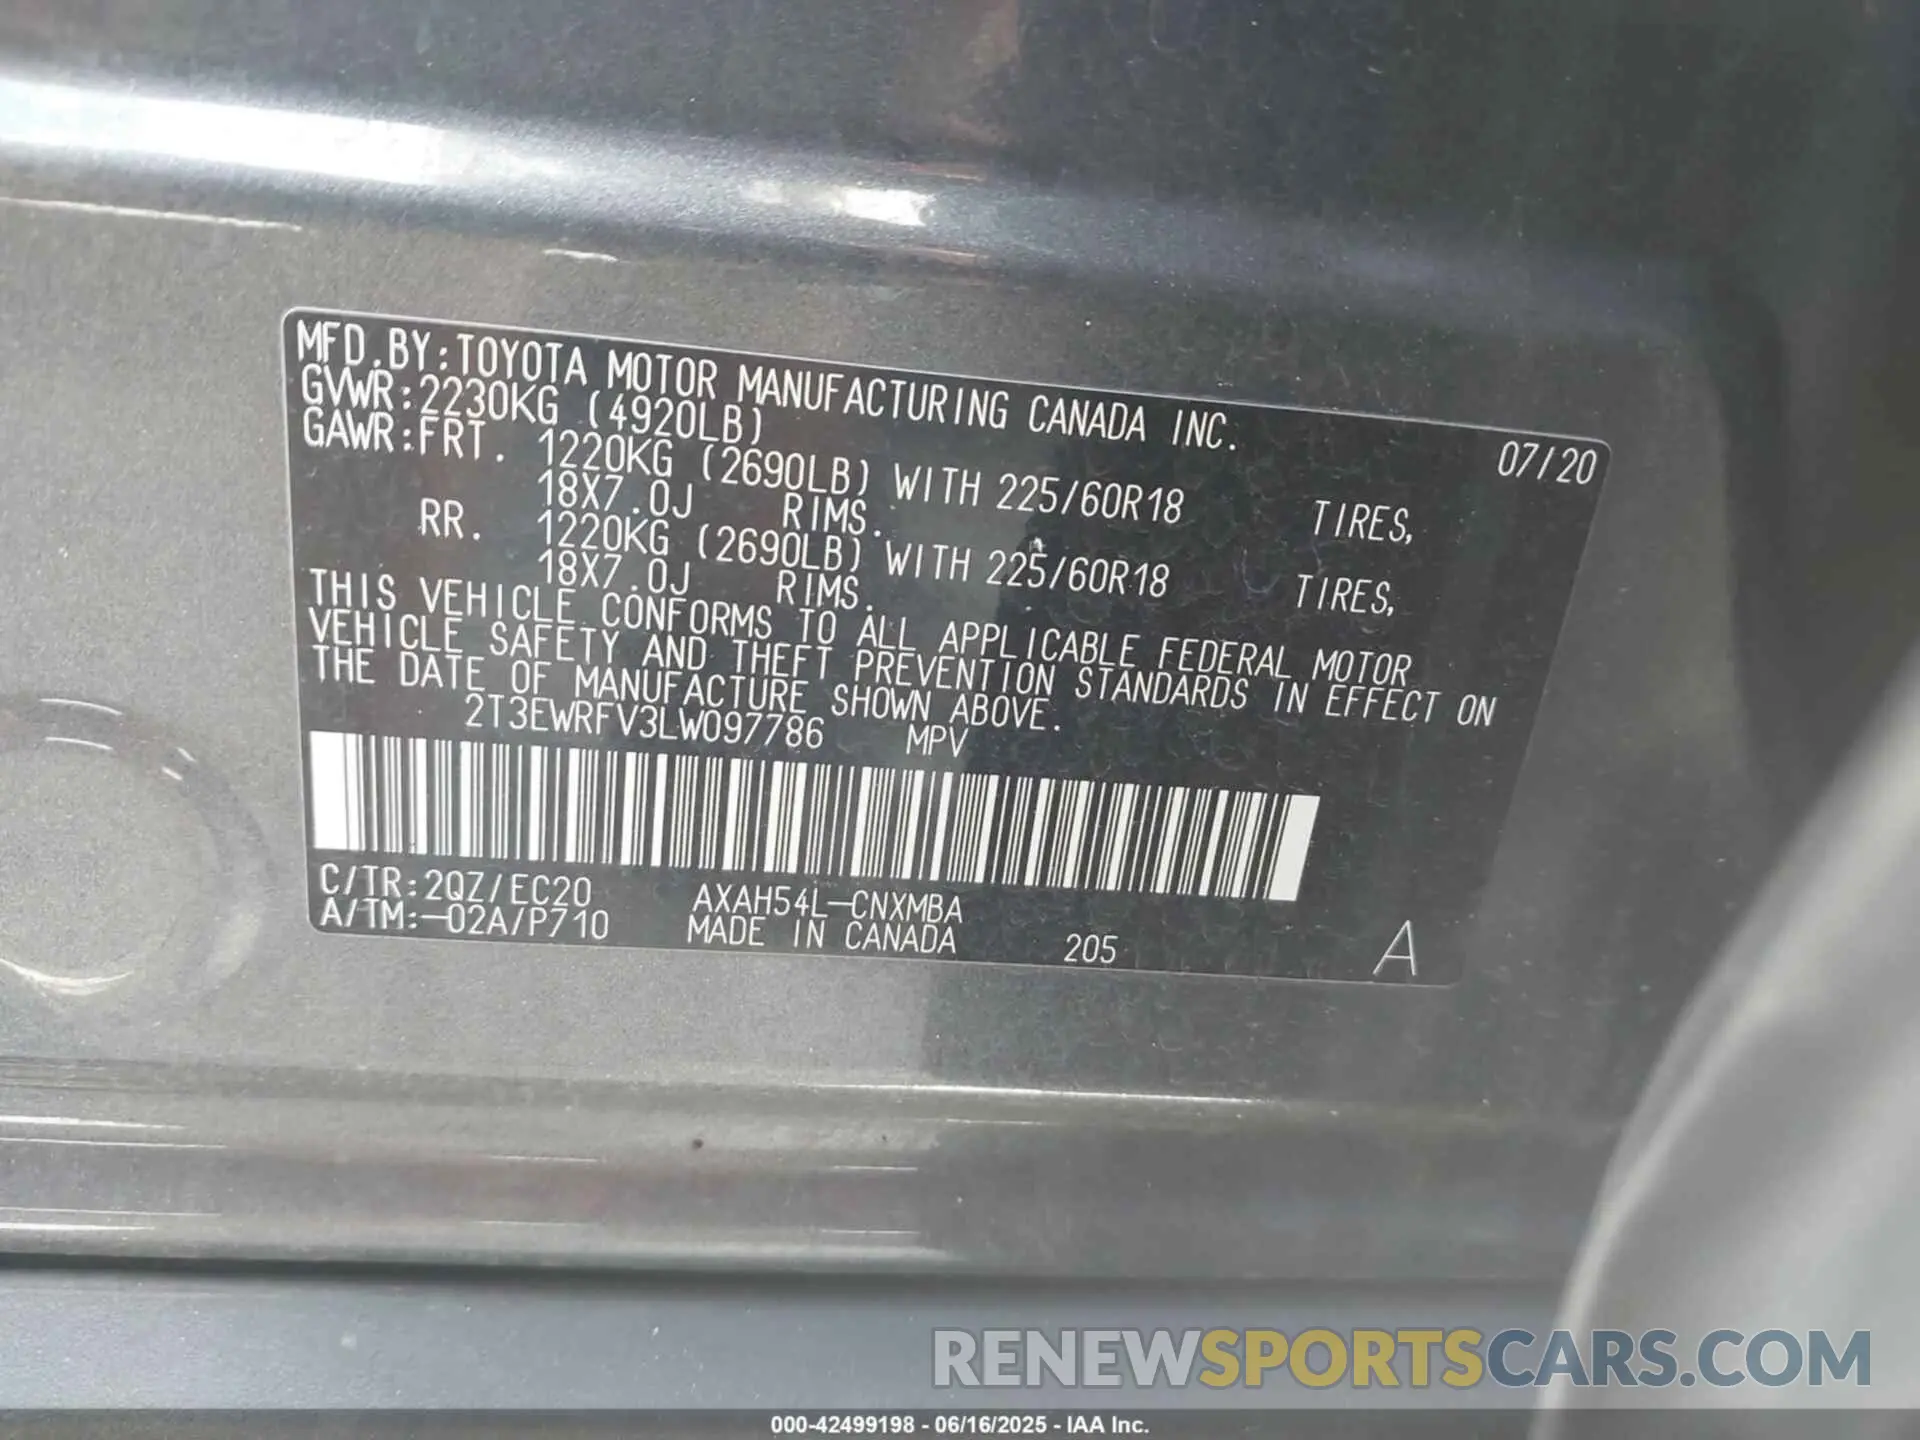 MFD.BY:TOYOTA MOTOR MANUFACTURING CANADA INC. 07/20
GVWR:2230KG (4920LB)
GAWR:FRT. 1220KG (2690LB) WITH 225/60R18 TIRES,
18X7.0J RIMS.
RR. 1220KG (2690LB) WITH 225/60R18 TIRES,
18X7.0J RIMS.
THIS VEHICLE CONFORMS TO ALL APPLICABLE FEDERAL MOTOR
VEHICLE SAFETY AND THEFT PREVENTION STANDARDS IN EFFECT ON
THE DATE OF MANUFACTURE SHOWN ABOVE.
2T3EWRFV3LW097786 MPV
C/TR:2QZ/EC20 AXAH54L-CNXMBA
A/TM:-02A/P710 MADE IN CANADA 205 A
RENEWSPORTSCARS.COM
000-42499198 - 06/16/2025 - IAA Inc.